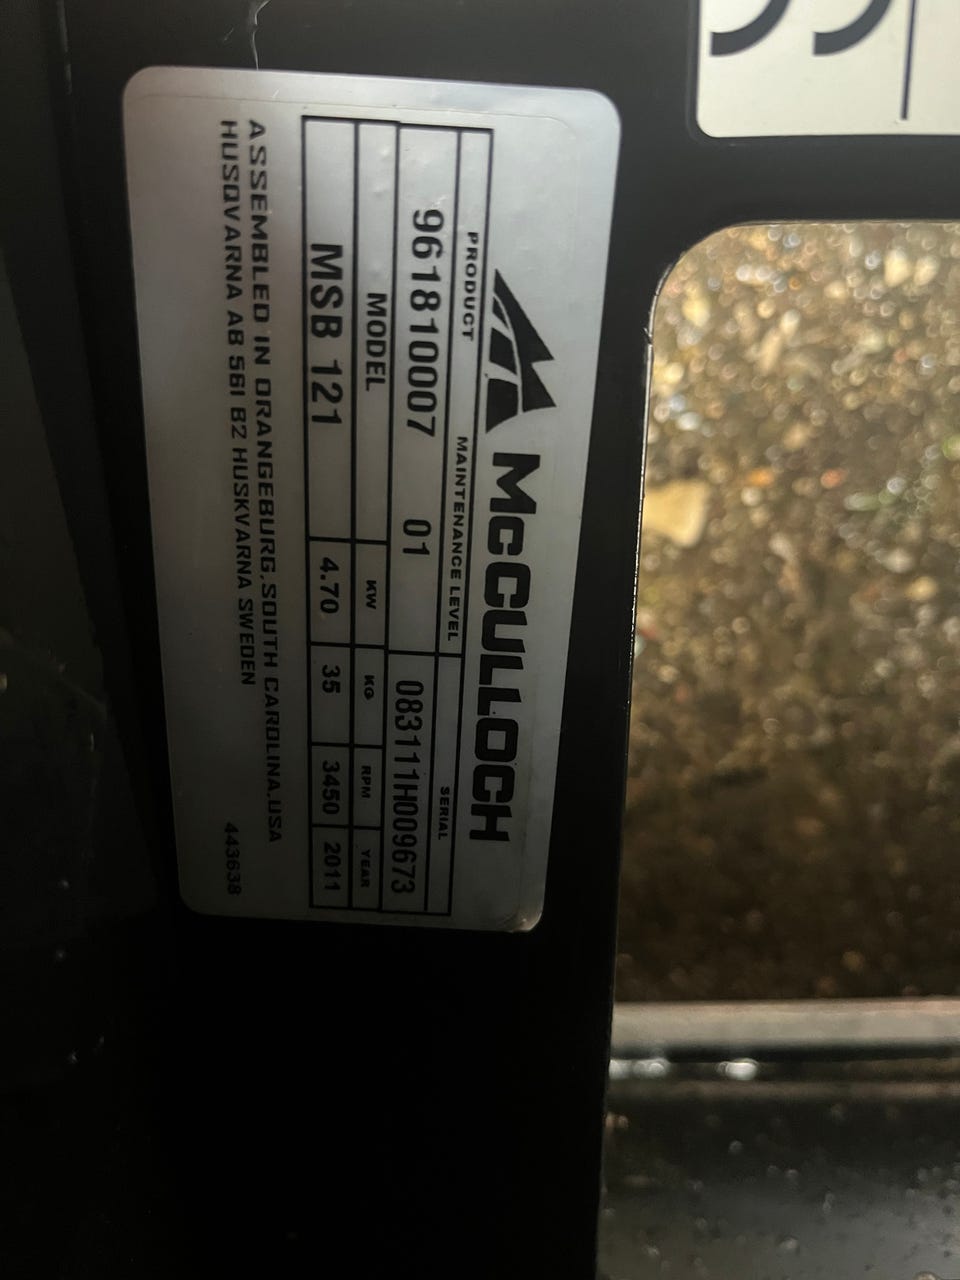 McCULLOCH
PRODUCT MAINTENANCE LEVEL SERIAL
961810007 01 083111H009673
MODEL KW KG RPM YEAR
MSB 121 4.70 35 3450 2011
ASSEMBLED IN ORANGEBURG,SOUTH CAROLINA,USA
HUSQVARNA AB 561 82 HUSKVARNA SWEDEN 443638